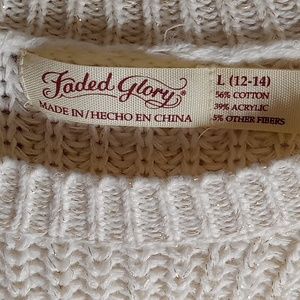 Faded Glory
MADE IN/HECHO EN CHINA
L (12-14)
56% COTTON
39% ACRYLIC
5% OTHER FIBERS